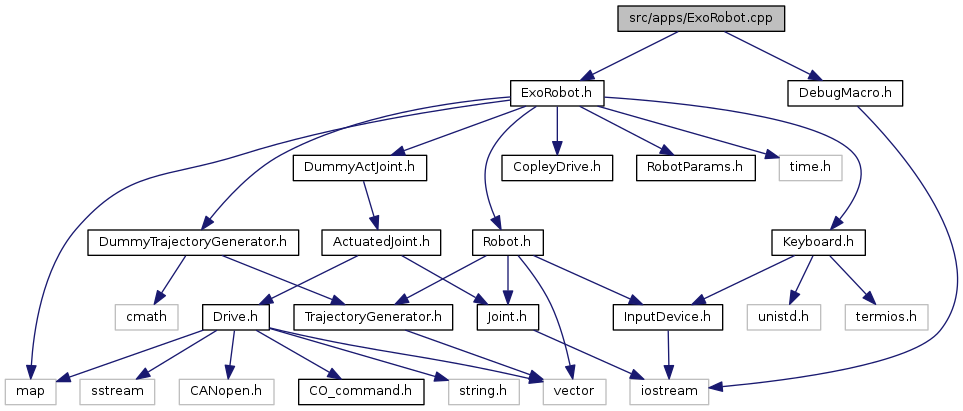 src/apps/ExoRobot.cpp
ExoRobot.h
DebugMacro.h
DummyActJoint.h
CopleyDrive.h
RobotParams.h
time.h
DummyTrajectoryGenerator.h
ActuatedJoint.h
Robot.h
Keyboard.h
cmath
Drive.h
TrajectoryGenerator.h
Joint.h
InputDevice.h
unistd.h
termios.h
map
sstream
CANopen.h
CO_command.h
string.h
vector
iostream